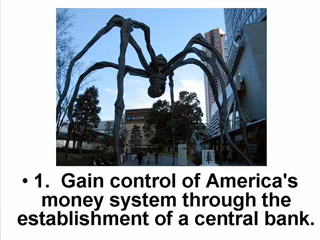 • 1. Gain control of America's
money system through the
establishment of a central bank.